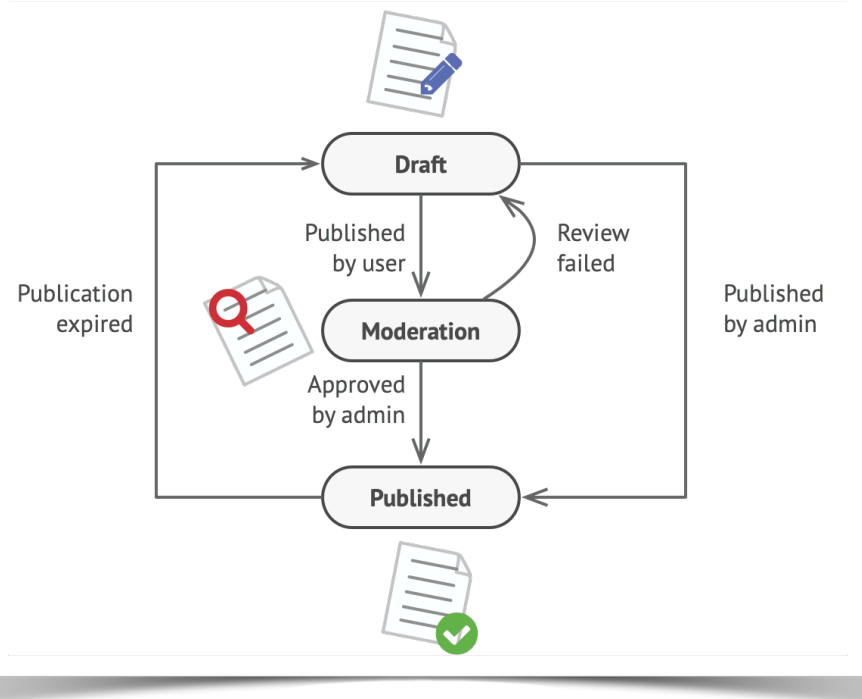 Draft
Published
by user
Review
failed
Publication
expired
Published
by admin
Moderation
Approved
by admin
Published